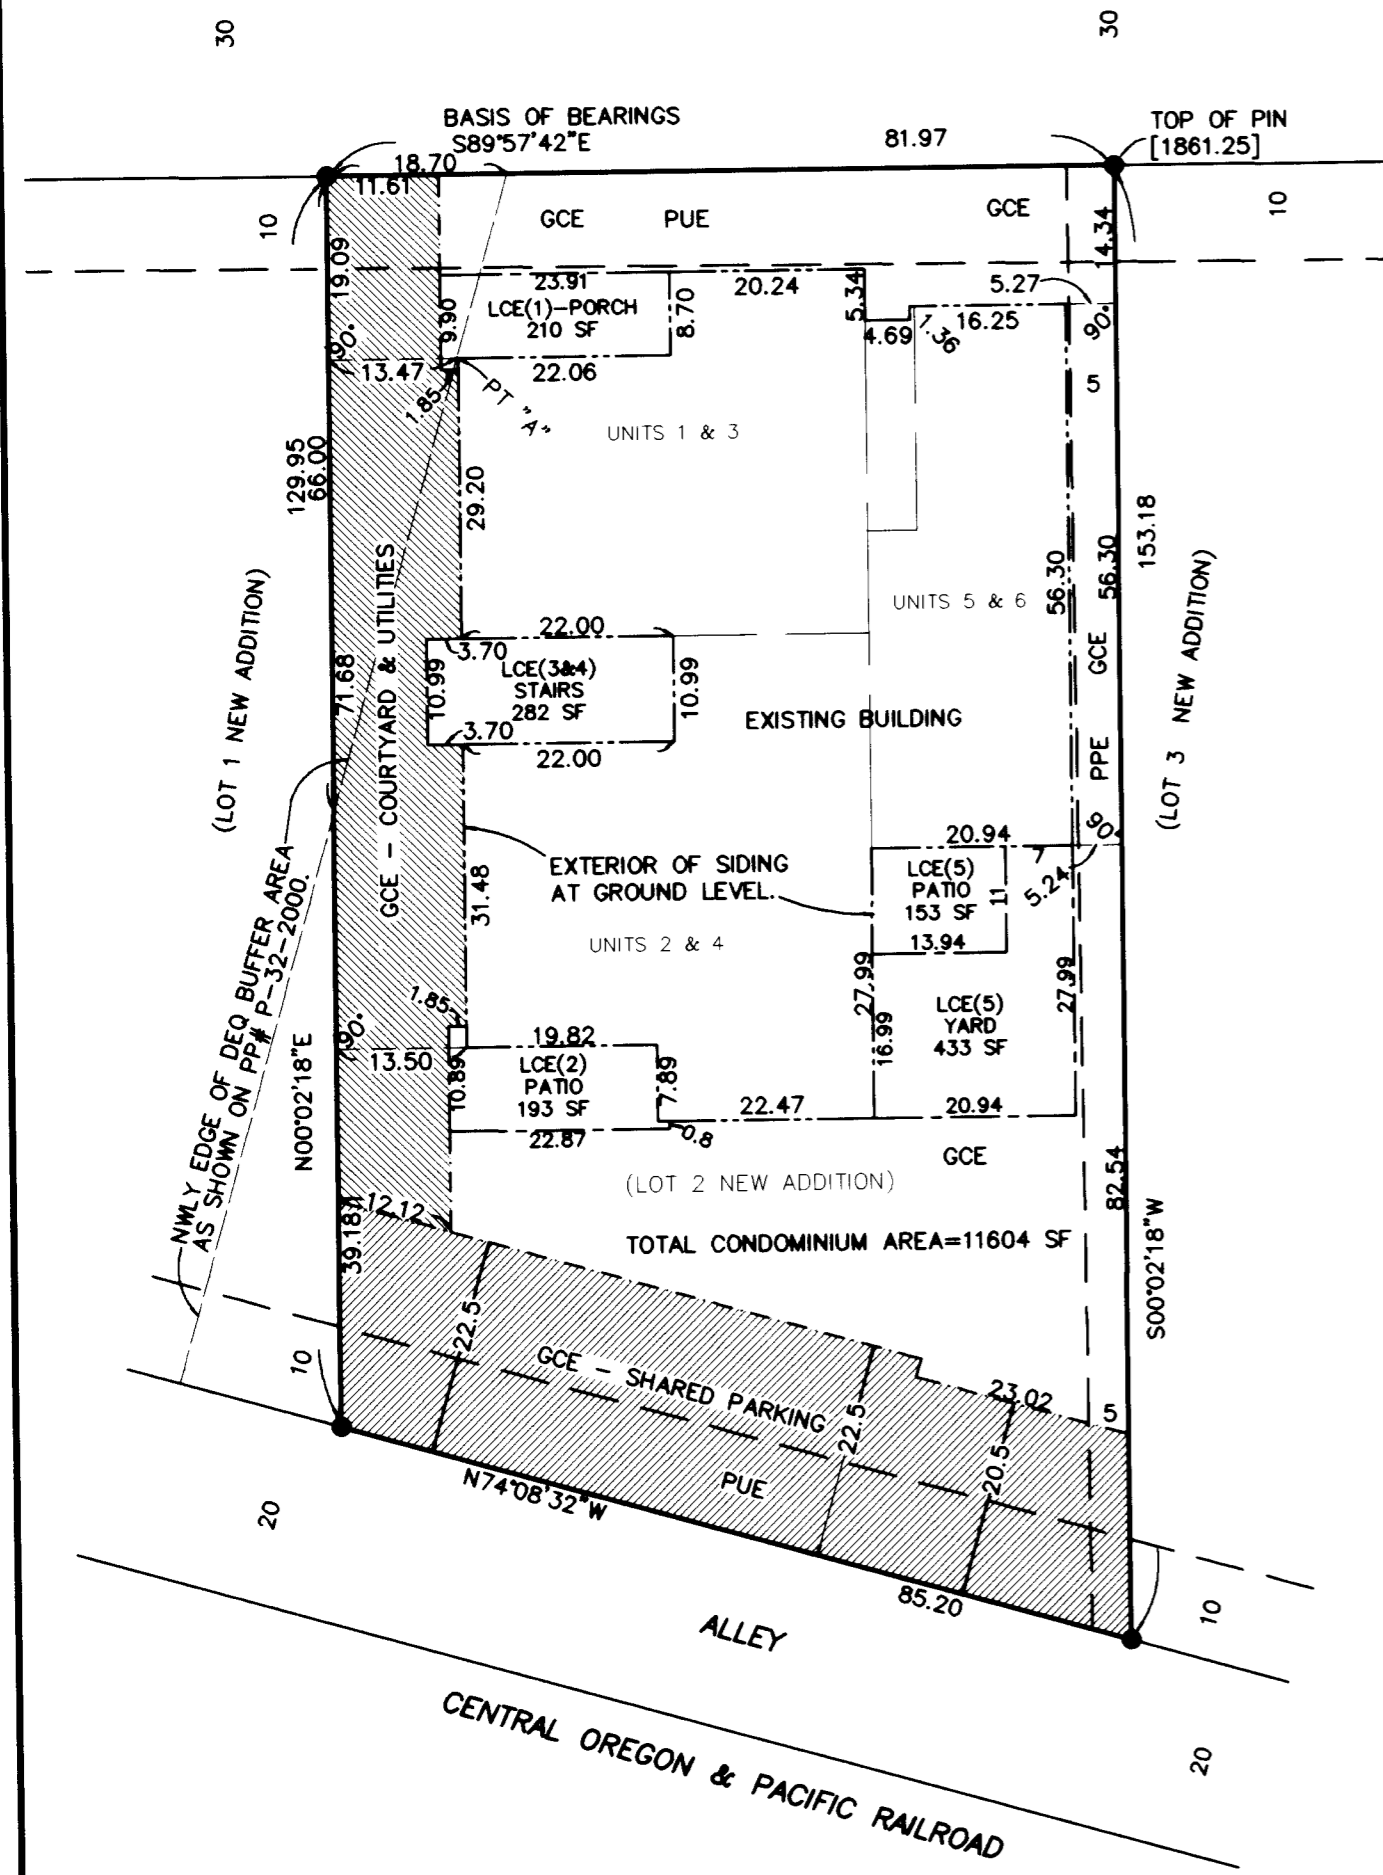 30
30
BASIS OF BEARINGS
S89°57'42"E
81.97
TOP OF PIN
[1861.25]
18.70
11.61
10
GCE
PUE
GCE
14.34
10
19.09
23.91
20.24
5.34
5.27
LCE(1)-PORCH
210 SF
9.90
8.70
4.69
1.36
16.25
90°
90°
13.47
22.06
1.85
PT "A"
5
UNITS 1 & 3
129.95
66.00
29.20
153.18
56.30
56.30
GCE
PPE
UNITS 5 & 6
(LOT 1 NEW ADDITION)
GCE - COURTYARD & UTILITIES
(LOT 3 NEW ADDITION)
22.00
3.70
LCE(3&4)
STAIRS
282 SF
10.99
10.99
71.68
3.70
22.00
EXISTING BUILDING
90°
20.94
EXTERIOR OF SIDING
AT GROUND LEVEL.
LCE(5)
PATIO
153 SF
7
11
5.24
13.94
31.48
UNITS 2 & 4
NWLY EDGE OF DEQ BUFFER AREA
AS SHOWN ON PP# P-32-2000.
27.99
27.99
1.85
90°
13.50
19.82
LCE(2)
PATIO
193 SF
10.89
7.89
16.99
LCE(5)
YARD
433 SF
N00°02'18"E
22.47
20.94
22.87
0.8
GCE
(LOT 2 NEW ADDITION)
82.54
12.12
39.18
TOTAL CONDOMINIUM AREA=11604 SF
S00°02'18"W
22.5
10
GCE - SHARED PARKING
22.5
23.02
5
20.5
PUE
N74°08'32"W
20
85.20
10
ALLEY
CENTRAL OREGON & PACIFIC RAILROAD
20